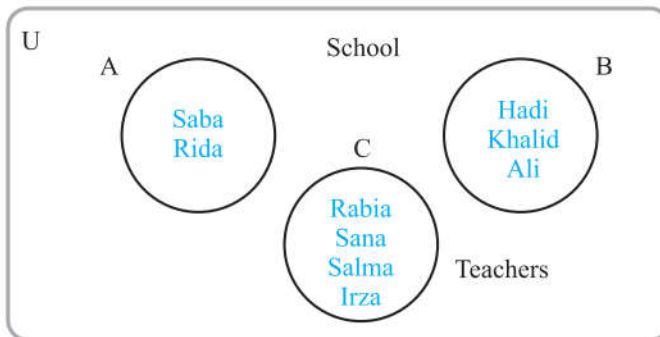 U
School
A
B
Saba
Rida
Hadi
Khalid
Ali
C
Rabia
Sana
Salma
Irza
Teachers